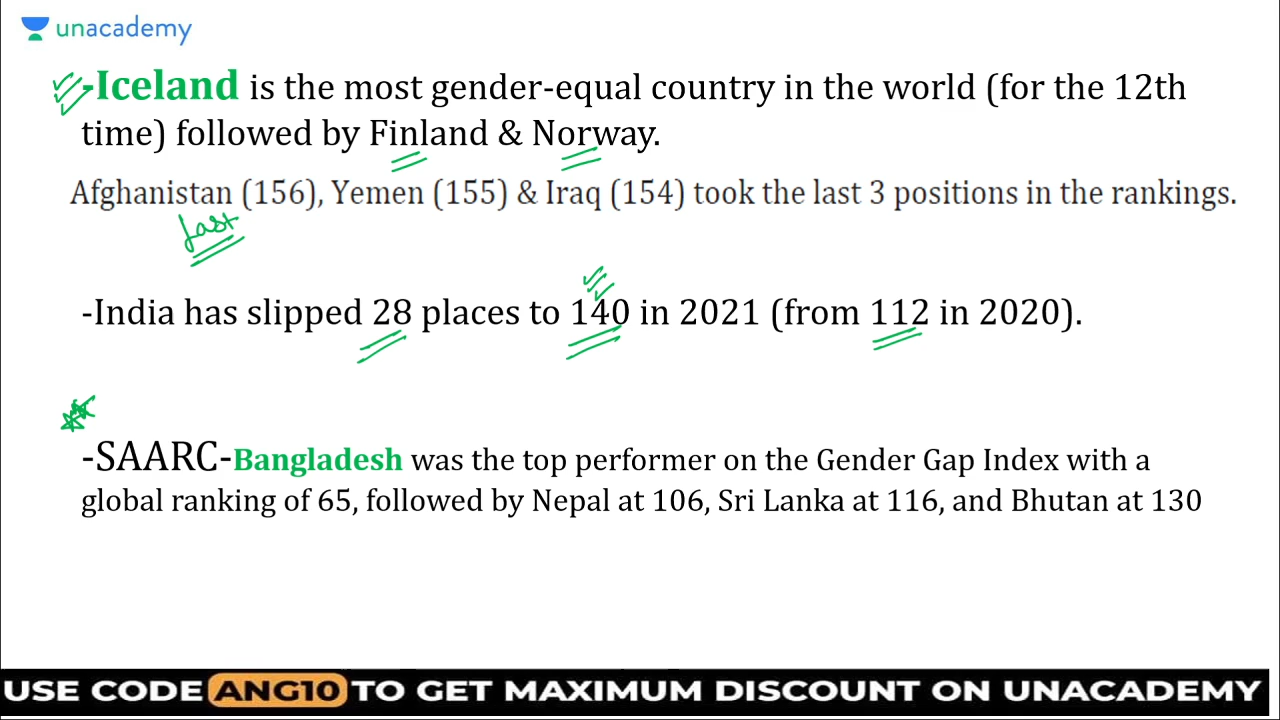 unacademy
-Iceland is the most gender-equal country in the world (for the 12th
time) followed by Finland & Norway.
Afghanistan (156), Yemen (155) & Iraq (154) took the last 3 positions in the rankings.
Last
-India has slipped 28 places to 140 in 2021 (from 112 in 2020).
-SAARC-Bangladesh was the top performer on the Gender Gap Index with a
global ranking of 65, followed by Nepal at 106, Sri Lanka at 116, and Bhutan at 130
USE CODE ANG10 TO GET MAXIMUM DISCOUNT ON UNACADEMY